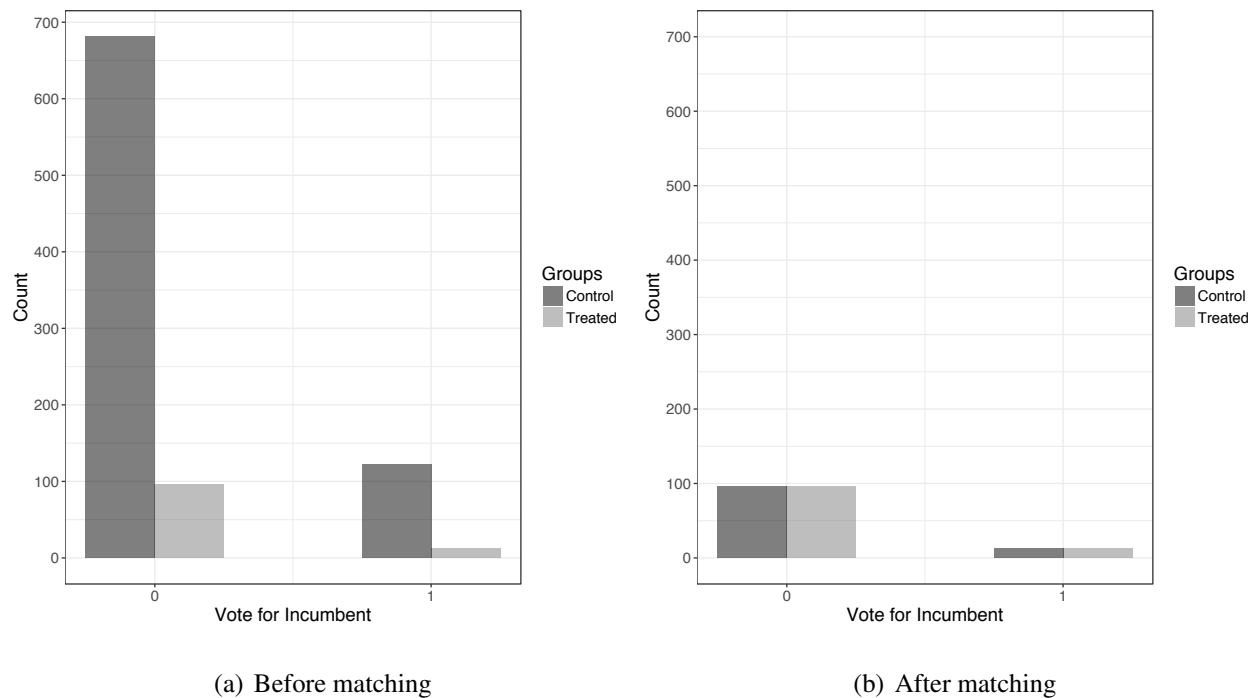 700
600
500
400
300
200
100
0
Count
0
1
Vote for Incumbent
Groups
Control
Treated
(a) Before matching
700
600
500
400
300
200
100
0
Count
0
1
Vote for Incumbent
Groups
Control
Treated
(b) After matching